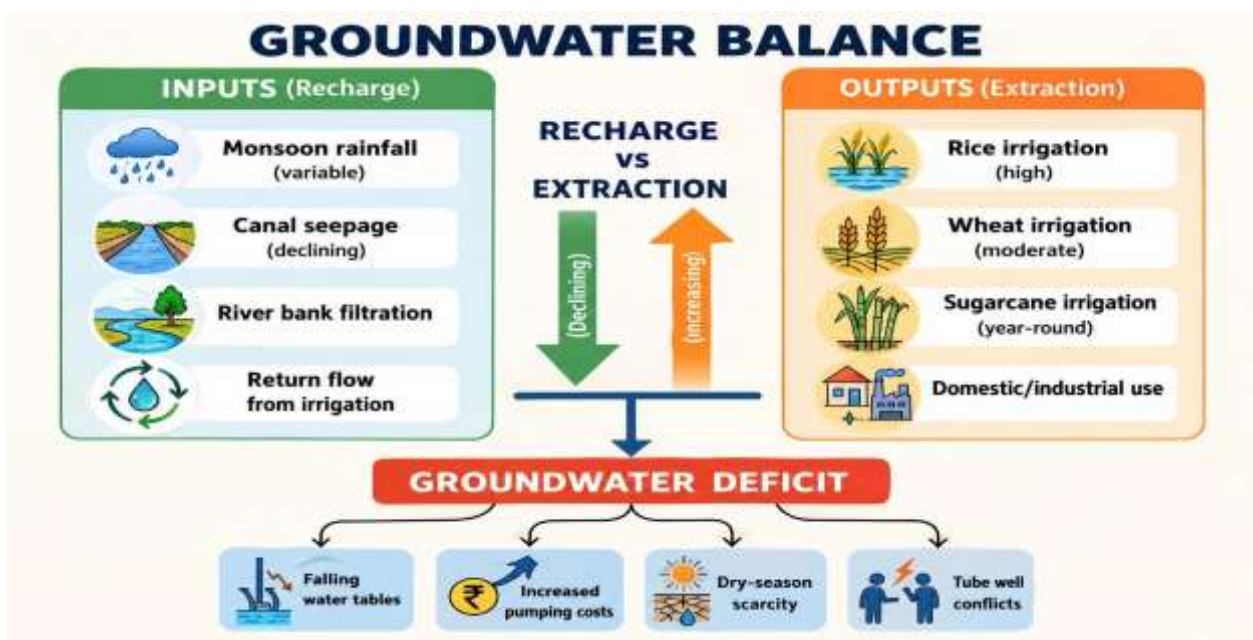 GROUNDWATER BALANCE
INPUTS (Recharge)
Monsoon rainfall
(variable)
Canal seepage
(declining)
River bank filtration
Return flow
from irrigation
RECHARGE
vs
EXTRACTION
(Declining)
(increasing)
OUTPUTS (Extraction)
Rice irrigation
(high)
Wheat irrigation
(moderate)
Sugarcane irrigation
(year-round)
Domestic/industrial use
GROUNDWATER DEFICIT
Falling
water tables
₹
Increased
pumping costs
Dry-season
scarcity
Tube well
conflicts